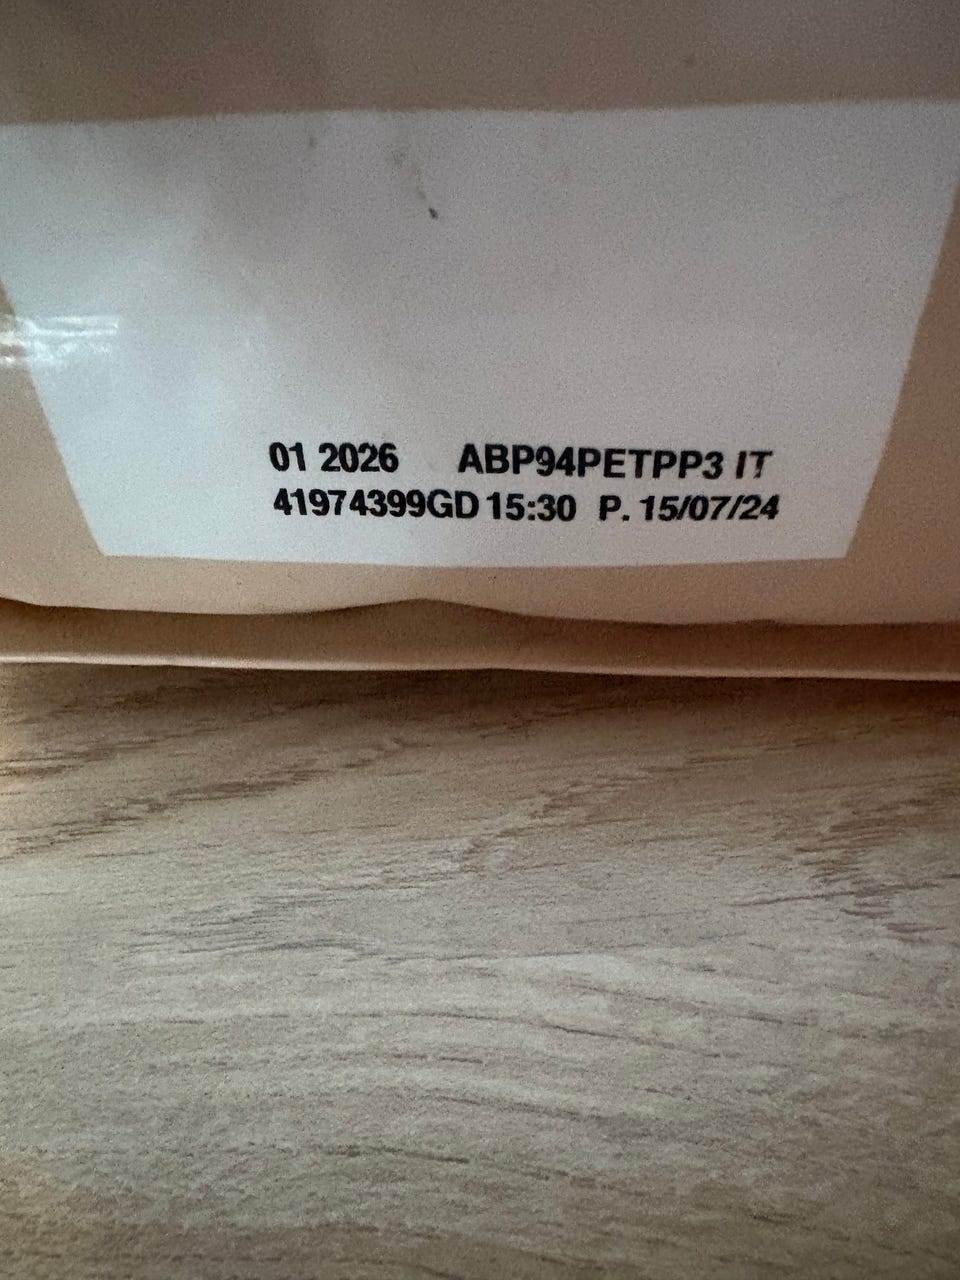 01 2026 ABP94PETPP3 IT
41974399GD 15:30 P. 15/07/24